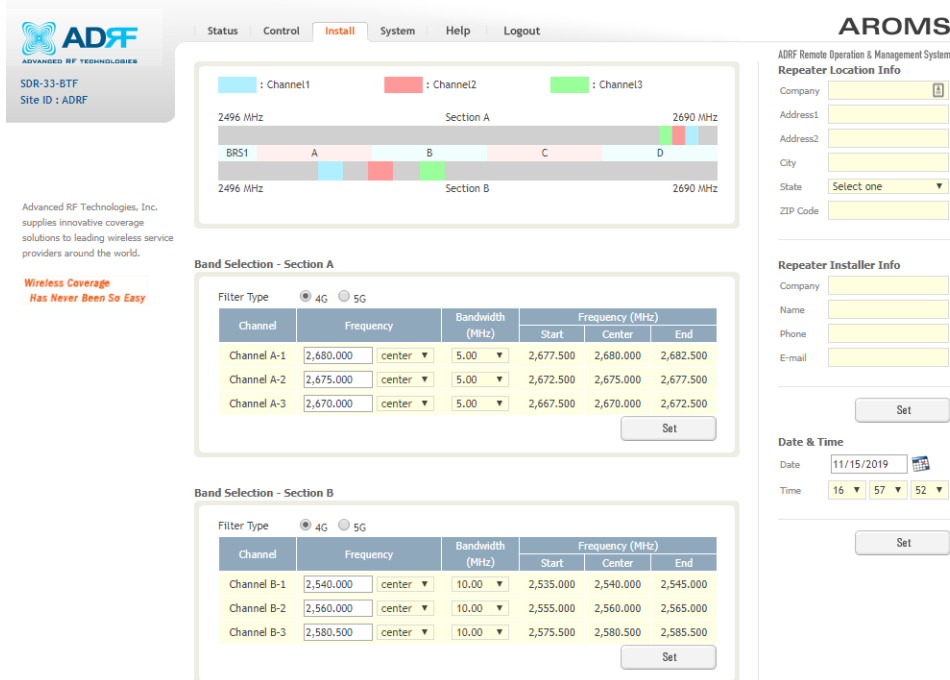 ADRF
ADVANCED RF TECHNOLOGIES
SDR-33-BTF
Site ID : ADRF
Advanced RF Technologies, Inc.
supplies innovative coverage
solutions to leading wireless service
providers around the world.
Wireless Coverage
Has Never Been So Easy
Status Control Install System Help Logout
: Channel1 : Channel2 : Channel3
2496 MHz Section A 2690 MHz
BRS1 A B C D
2496 MHz Section B 2690 MHz
Band Selection - Section A
Filter Type 4G 5G
Channel Frequency Bandwidth (MHz) Frequency (MHz)
Start Center End
Channel A-1 2,680.000 center 5.00 2,677.500 2,680.000 2,682.500
Channel A-2 2,675.000 center 5.00 2,672.500 2,675.000 2,677.500
Channel A-3 2,670.000 center 5.00 2,667.500 2,670.000 2,672.500
Set
Band Selection - Section B
Filter Type 4G 5G
Channel Frequency Bandwidth (MHz) Frequency (MHz)
Start Center End
Channel B-1 2,540.000 center 10.00 2,535.000 2,540.000 2,545.000
Channel B-2 2,560.000 center 10.00 2,555.000 2,560.000 2,565.000
Channel B-3 2,580.500 center 10.00 2,575.500 2,580.500 2,585.500
Set
AROMS
ADRF Remote Operation & Management System
Repeater Location Info
Company
Address1
Address2
City
State Select one
ZIP Code
Repeater Installer Info
Company
Name
Phone
E-mail
Set
Date & Time
Date 11/15/2019
Time 16 57 52
Set